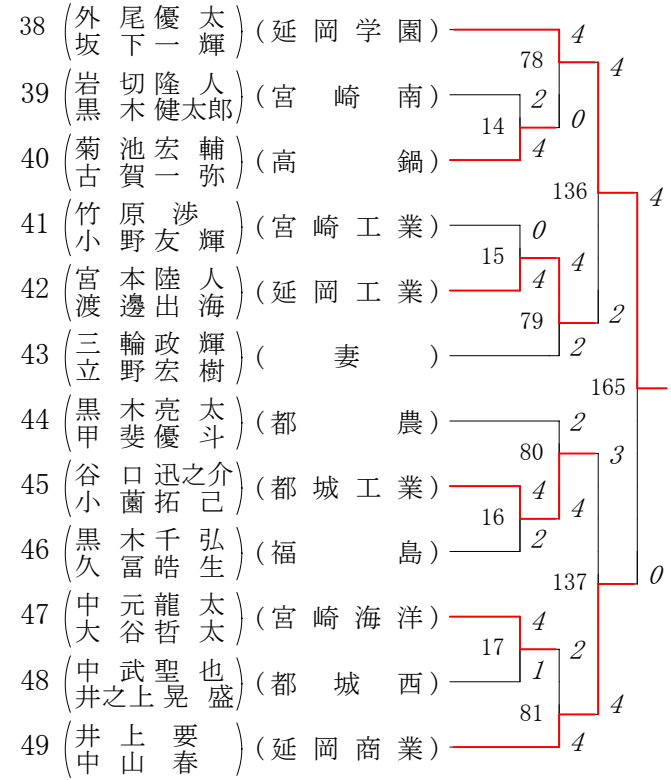 38 外尾優太 坂下一輝 (延岡学園)
39 岩切隆人 黒木健太郎 (宮崎南)
40 菊池宏輔 古賀一弥 (高鍋)
41 竹原渉 小野友輝 (宮崎工業)
42 宮本陸人 渡邊出海 (延岡工業)
43 三輪政輝 立野宏樹 (妻)
44 黒木亮太 甲斐優斗 (都農)
45 谷口迅之介 小薗拓己 (都城工業)
46 黒木千弘 久冨皓生 (福島)
47 中元龍太 大谷哲太 (宮崎海洋)
48 中武聖也 井之上晃盛 (都城西)
49 井上要 中山春 (延岡商業)
4
78
4
2
0
14
4
136
4
0
15
4
4
79
2
2
165
2
80
3
4
4
16
2
137
0
4
17
2
1
81
4
4